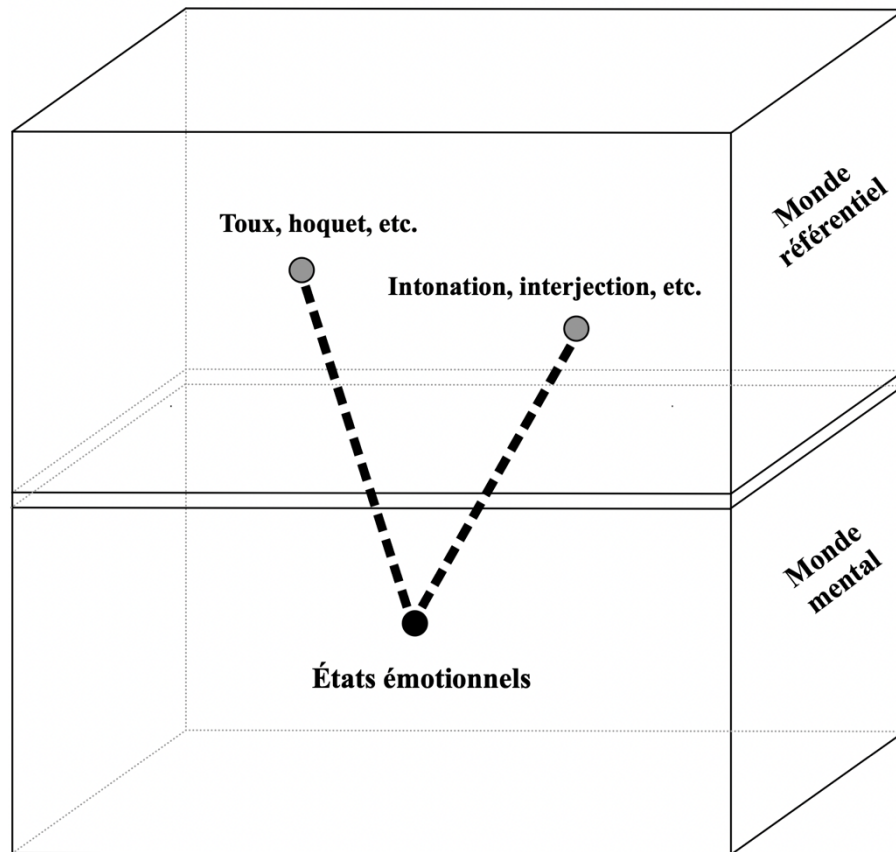 Monde
référentiel
Toux, hoquet, etc.
Intonation, interjection, etc.
Monde
mental
États émotionnels